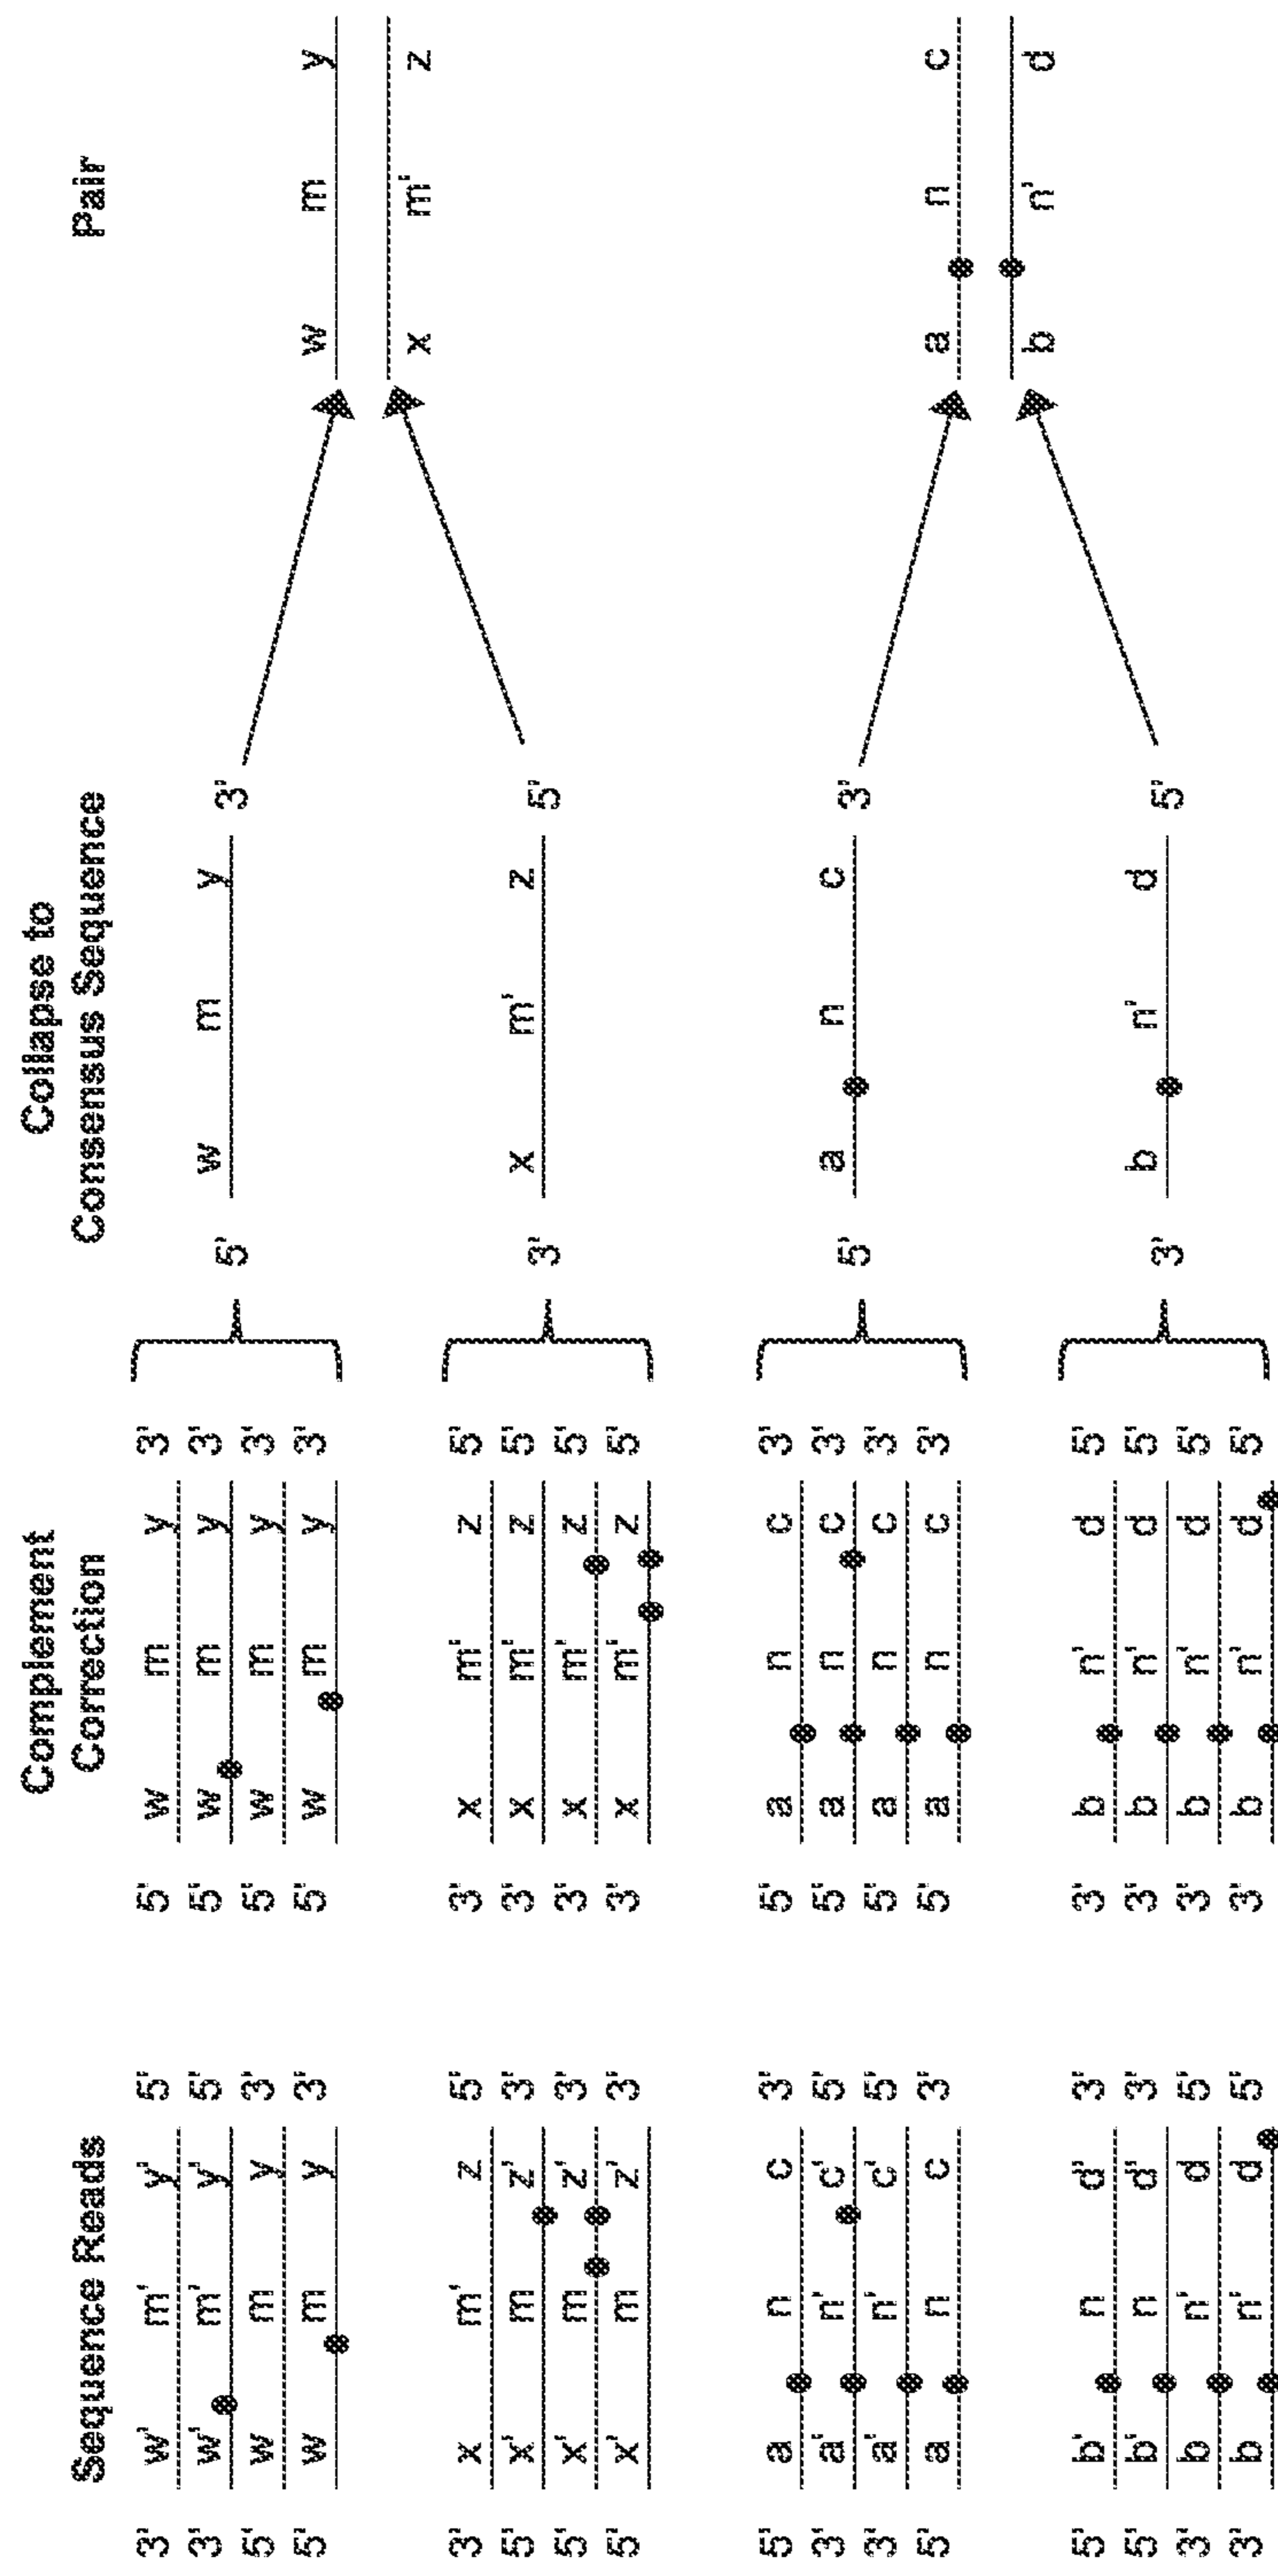 Sequence Reads
3' w' m' y' 5'
3' w' m' y' 5'
5' w m y 3'
5' w m y 3'
3' x m' z 5'
5' x' m z' 3'
5' x' m z' 3'
5' x' m z' 3'
5' a n c 3'
3' a' n' c' 5'
3' a' n' c' 5'
5' a n c 3'
5' b' n d' 3'
5' b' n d' 3'
3' b n' d 5'
3' b n' d 5'
Complement
Correction
5' w m y 3'
5' w m y 3'
5' w m y 3'
5' w m y 3'
3' x m' z 5'
3' x m' z 5'
3' x m' z 5'
3' x m' z 5'
5' a n c 3'
5' a n c 3'
5' a n c 3'
5' a n c 3'
3' b n' d 5'
3' b n' d 5'
3' b n' d 5'
3' b n' d 5'
Collapse to
Consensus Sequence
5' w m y 3'
3' x m' z 5'
5' a n c 3'
3' b n' d 5'
Pair
w m y
x m' z
a n c
b n' d